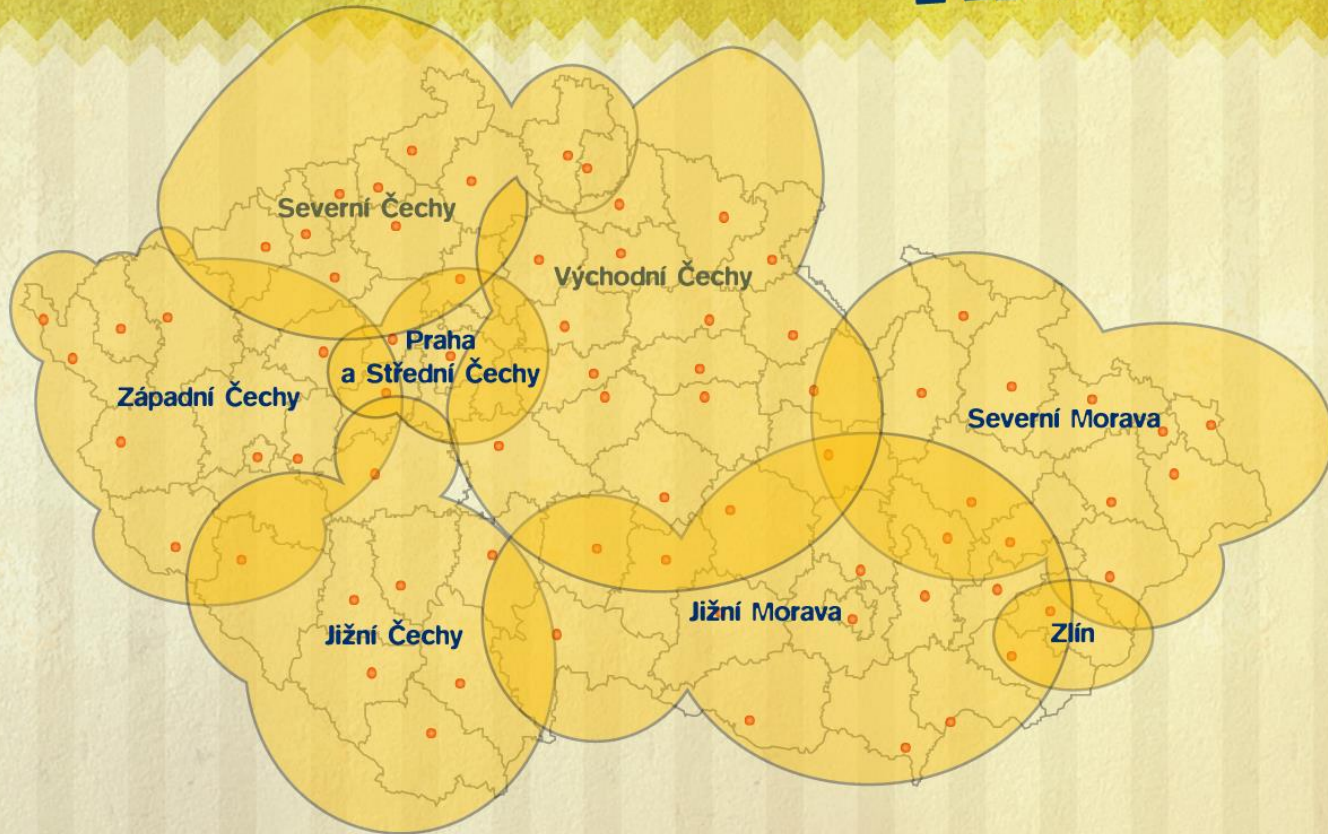 Severní Čechy
Východní Čechy
Praha
a Střední Čechy
Západní Čechy
Severní Morava
Jižní Morava
Jižní Čechy
Zlín